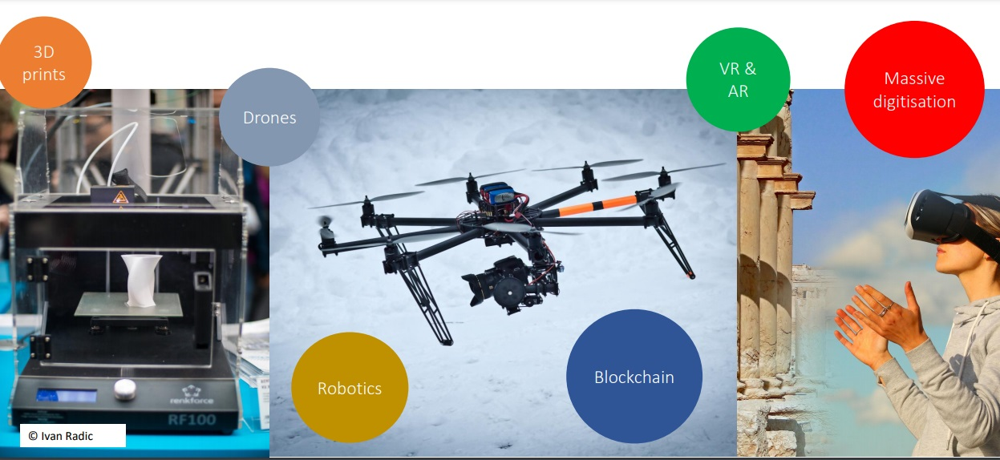 3D
prints
Drones
VR &
AR
Massive
digitisation
Robotics
Blockchain
renkforce
RF100
© Ivan Radic